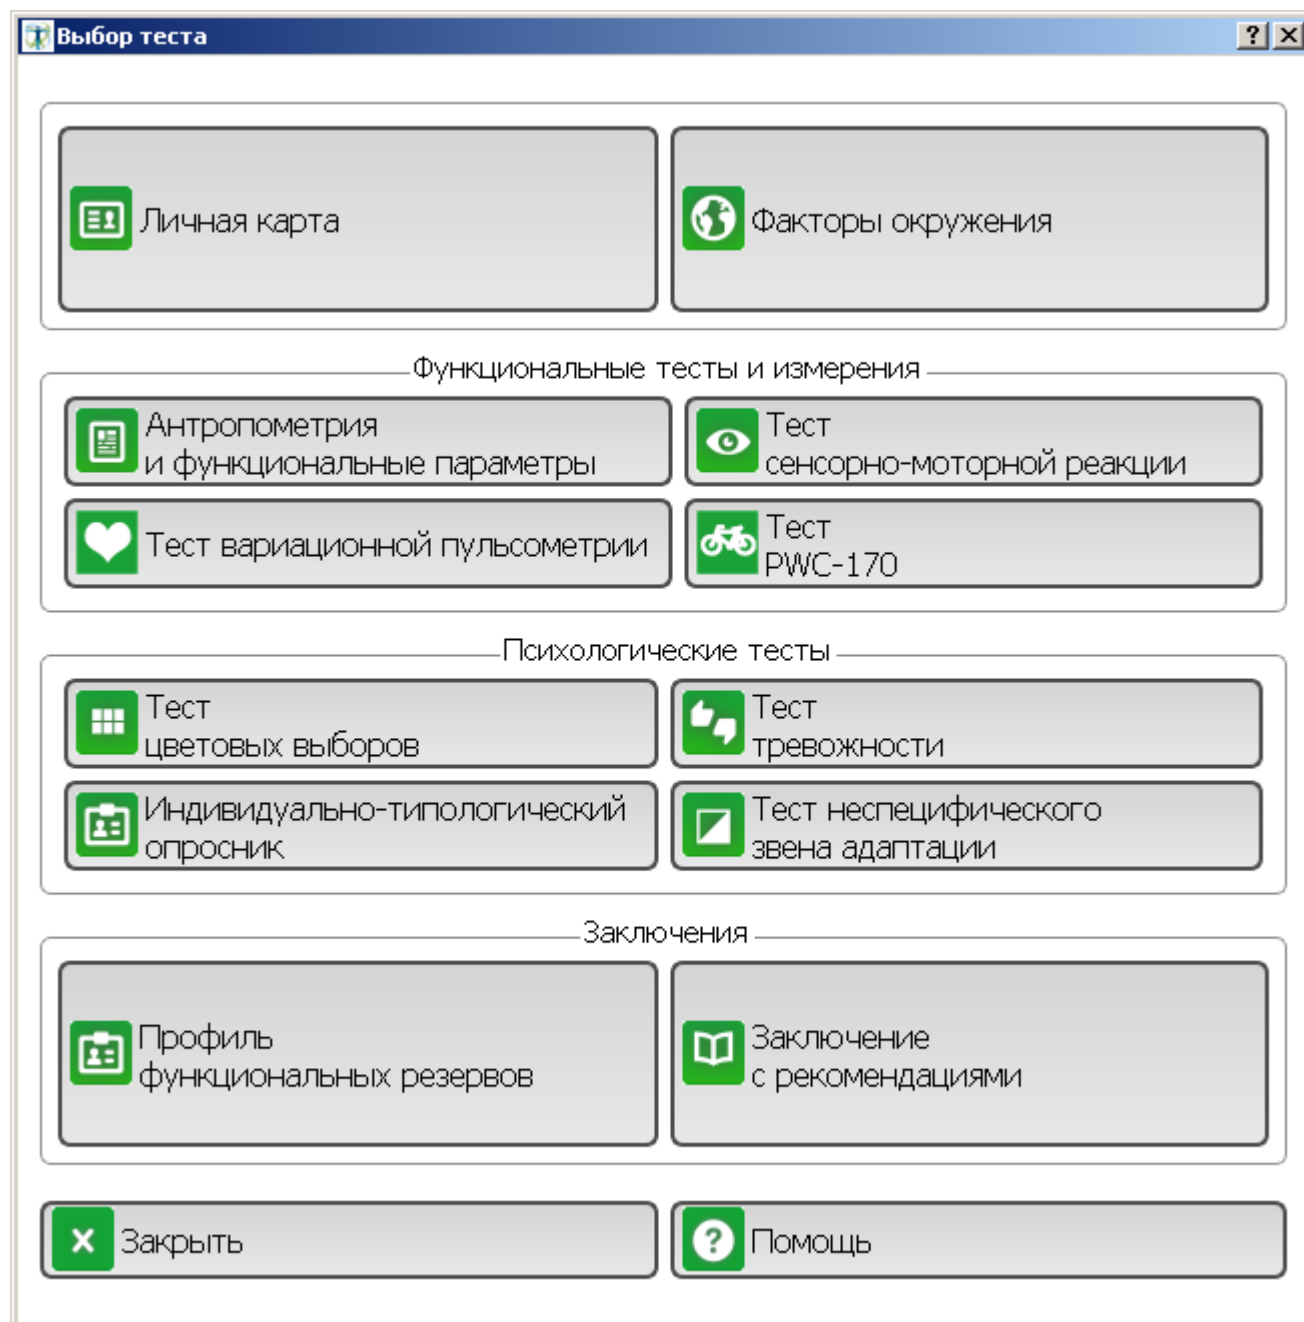 Выбор теста
Личная карта
Факторы окружения
Функциональные тесты и измерения
Антропометрия
и функциональные параметры
Тест
сенсорно-моторной реакции
Тест вариационной пульсометрии
Тест
PWC-170
Психологические тесты
Тест
цветовых выборов
Тест
тревожности
Индивидуально-типологический
опросник
Тест неспецифического
звена адаптации
Заключения
Профиль
функциональных резервов
Заключение
с рекомендациями
Закрыть
Помощь